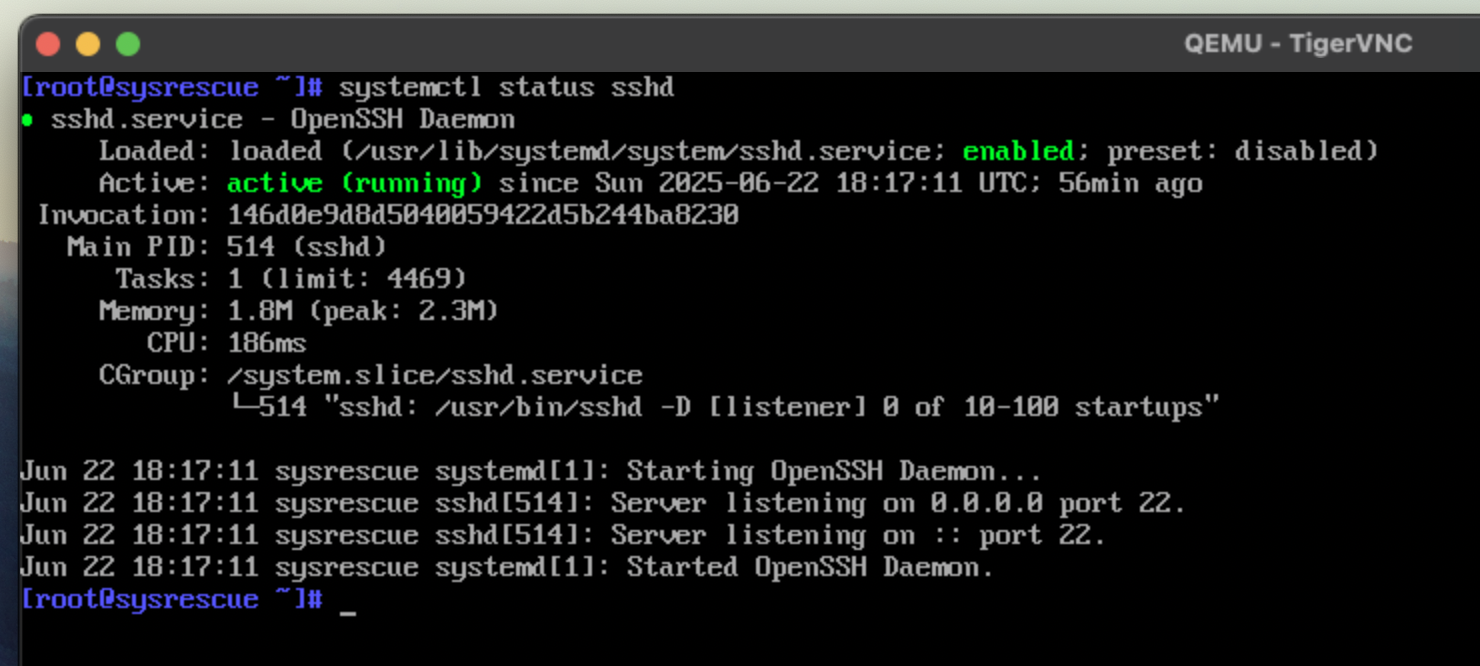 QEMU - TigerVNC
[root@sysrescue ~]# systemctl status sshd
● sshd.service - OpenSSH Daemon
Loaded: loaded (/usr/lib/systemd/system/sshd.service; enabled; preset: disabled)
Active: active (running) since Sun 2025-06-22 18:17:11 UTC; 56min ago
Invocation: 146d0e9d8d5040059422d5b244ba8230
Main PID: 514 (sshd)
Tasks: 1 (limit: 4469)
Memory: 1.8M (peak: 2.3M)
CPU: 186ms
CGroup: /system.slice/sshd.service
└─514 "sshd: /usr/bin/sshd -D [listener] 0 of 10-100 startups"
Jun 22 18:17:11 sysrescue systemd[1]: Starting OpenSSH Daemon...
Jun 22 18:17:11 sysrescue sshd[514]: Server listening on 0.0.0.0 port 22.
Jun 22 18:17:11 sysrescue sshd[514]: Server listening on :: port 22.
Jun 22 18:17:11 sysrescue systemd[1]: Started OpenSSH Daemon.
[root@sysrescue ~]# _